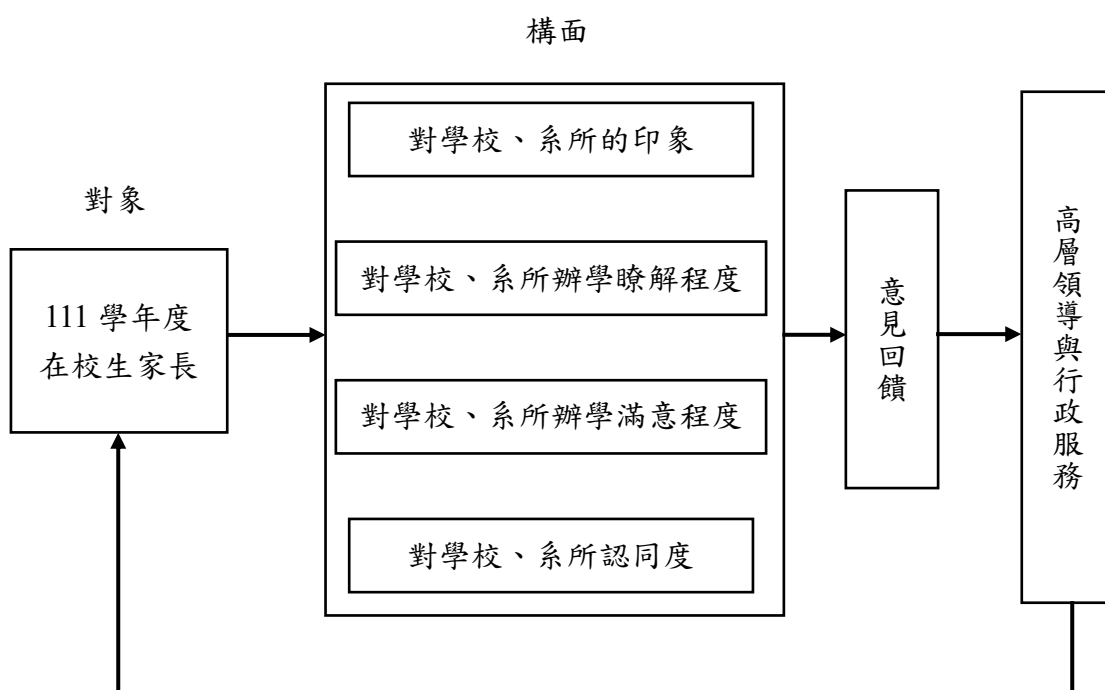 構面
對學校、系所的印象
對象
對學校、系所辦學瞭解程度
111 學年度
在校生家長
對學校、系所辦學滿意程度
對學校、系所認同度
意見回饋
高層領導與行政服務